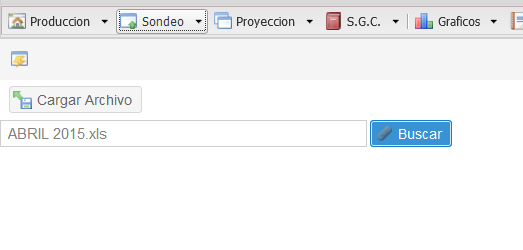 Produccion Sondeo Proyeccion S.G.C. Graficos
Cargar Archivo
ABRIL 2015.xls Buscar